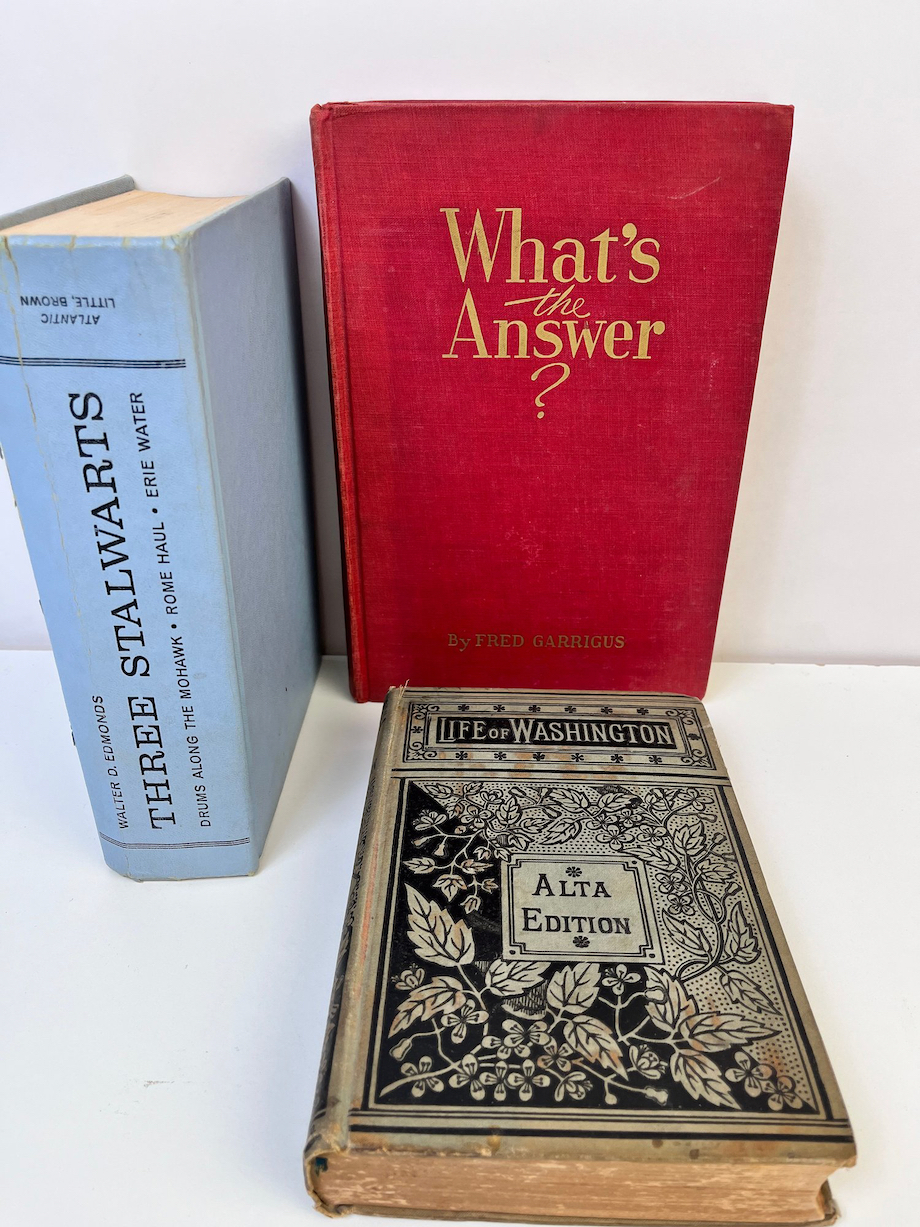 ATLANTIC
LITTLE, BROWN
WALTER D. EDMONDS
THREE STALWARTS
DRUMS ALONG THE MOHAWK • ROME HAUL • ERIE WATER
What's
the
Answer
?
By FRED GARRIGUS
LIFE OF WASHINGTON
ALTA
EDITION